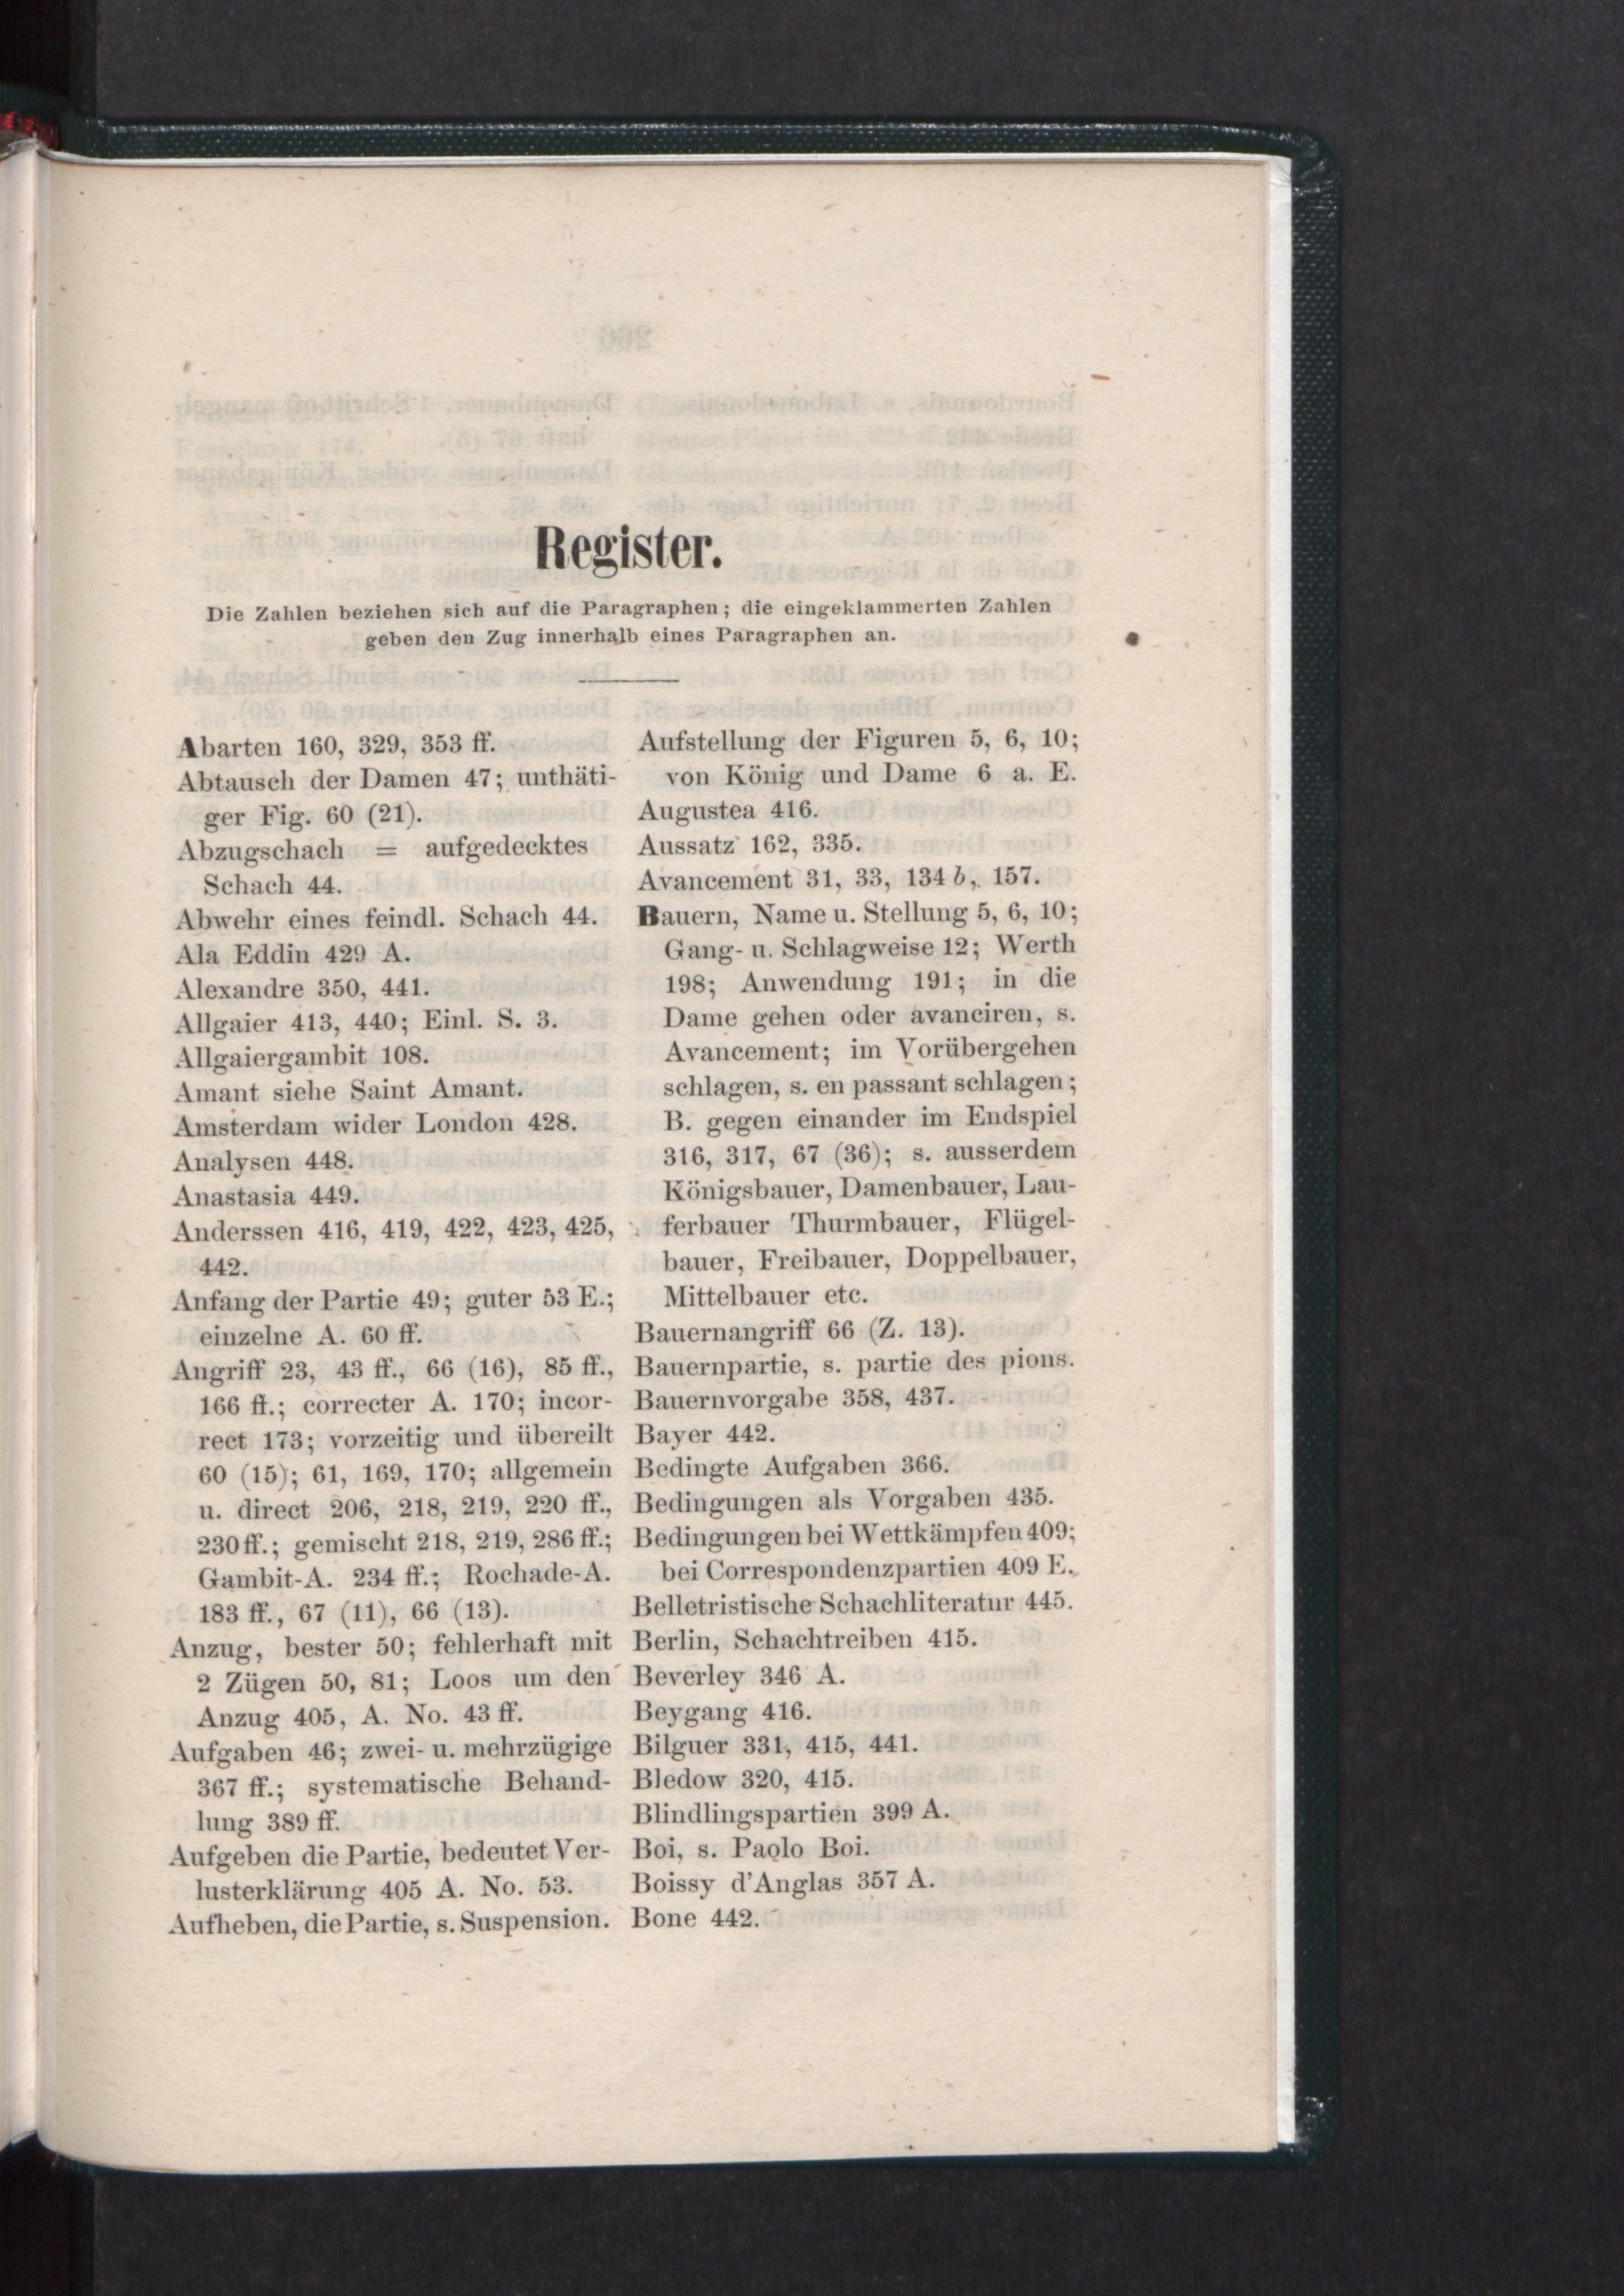 Register.
Die Zahlen beziehen sich auf die Paragraphen; die eingeklammerten Zahlen
geben den Zug innerhalb eines Paragraphen an.
Abarten 160, 329, 353 ff.
Abtausch der Damen 47; unthäti-
ger Fig. 60 (21).
Abzugschach = aufgedecktes
Schach 44.
Abwehr eines feindl. Schach 44.
Ala Eddin 429 A.
Alexandre 350, 441.
Allgaier 413, 440; Einl. S. 3.
Allgaiergambit 108.
Amant siehe Saint Amant.
Amsterdam wider London 428.
Analysen 448.
Anastasia 449.
Anderssen 416, 419, 422, 423, 425,
442.
Anfang der Partie 49; guter 53 E.;
einzelne A. 60 ff.
Angriff 23, 43 ff., 66 (16), 85 ff.,
166 ff.; correcter A. 170; incor-
rect 173; vorzeitig und übereilt
60 (15); 61, 169, 170; allgemein
u. direct 206, 218, 219, 220 ff.,
230 ff.; gemischt 218, 219, 286 ff.;
Gambit-A. 234 ff.; Rochade-A.
183 ff., 67 (11), 66 (13).
Anzug, bester 50; fehlerhaft mit
2 Zügen 50, 81; Loos um den
Anzug 405, A. No. 43 ff.
Aufgaben 46; zwei- u. mehrzügige
367 ff.; systematische Behand-
lung 389 ff.
Aufgeben die Partie, bedeutet Ver-
lusterklärung 405 A. No. 53.
Aufheben, die Partie, s. Suspension.
Aufstellung der Figuren 5, 6, 10;
von König und Dame 6 a. E.
Augustea 416.
Aussatz 162, 335.
Avancement 31, 33, 134 b, 157.
Bauern, Name u. Stellung 5, 6, 10;
Gang- u. Schlagweise 12; Werth
198; Anwendung 191; in die
Dame gehen oder avanciren, s.
Avancement; im Vorübergehen
schlagen, s. en passant schlagen;
B. gegen einander im Endspiel
316, 317, 67 (36); s. ausserdem
Königsbauer, Damenbauer, Lau-
ferbauer Thurmbauer, Flügel-
bauer, Freibauer, Doppelbauer,
Mittelbauer etc.
Bauernangriff 66 (Z. 13).
Bauernpartie, s. partie des pions.
Bauernvorgabe 358, 437.
Bayer 442.
Bedingte Aufgaben 366.
Bedingungen als Vorgaben 435.
Bedingungen bei Wettkämpfen 409;
bei Correspondenzpartien 409 E.
Belletristische Schachliteratur 445.
Berlin, Schachtreiben 415.
Beverley 346 A.
Beygang 416.
Bilguer 331, 415, 441.
Bledow 320, 415.
Blindlingspartien 399 A.
Boi, s. Paolo Boi.
Boissy d'Anglas 357 A.
Bone 442.